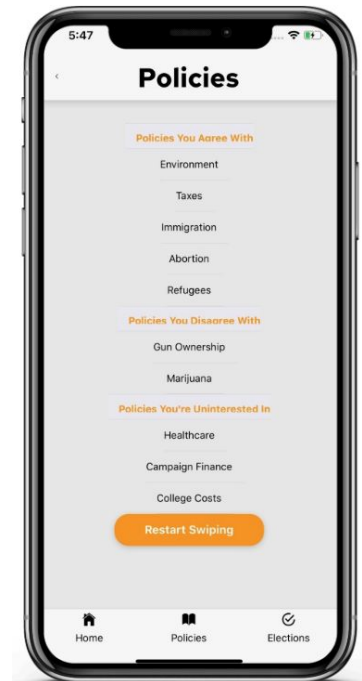 5:47
Policies
Policies You Agree With
Environment
Taxes
Immigration
Abortion
Refugees
Policies You Disagree With
Gun Ownership
Marijuana
Policies You're Uninterested In
Healthcare
Campaign Finance
College Costs
Restart Swiping
Home
Policies
Elections